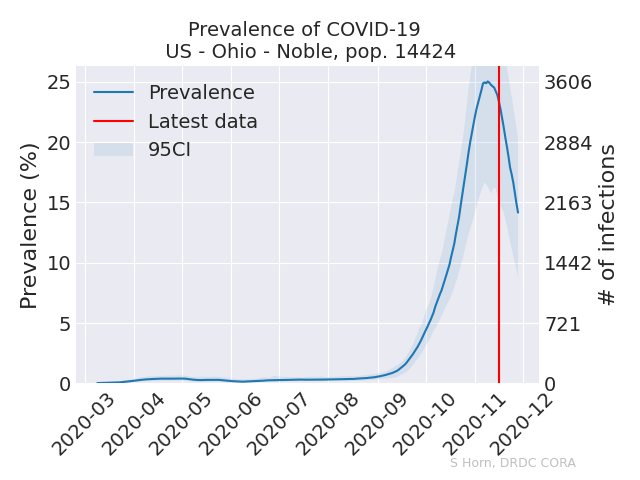 Prevalence of COVID-19
US - Ohio - Noble, pop. 14424
Prevalence
Latest data
95CI
Prevalence (%)
25
20
15
10
5
0
3606
2884
2163
1442
721
0
# of infections
2020-03
2020-04
2020-05
2020-06
2020-07
2020-08
2020-09
2020-10
2020-11
2020-12
S Horn, DRDC CORA